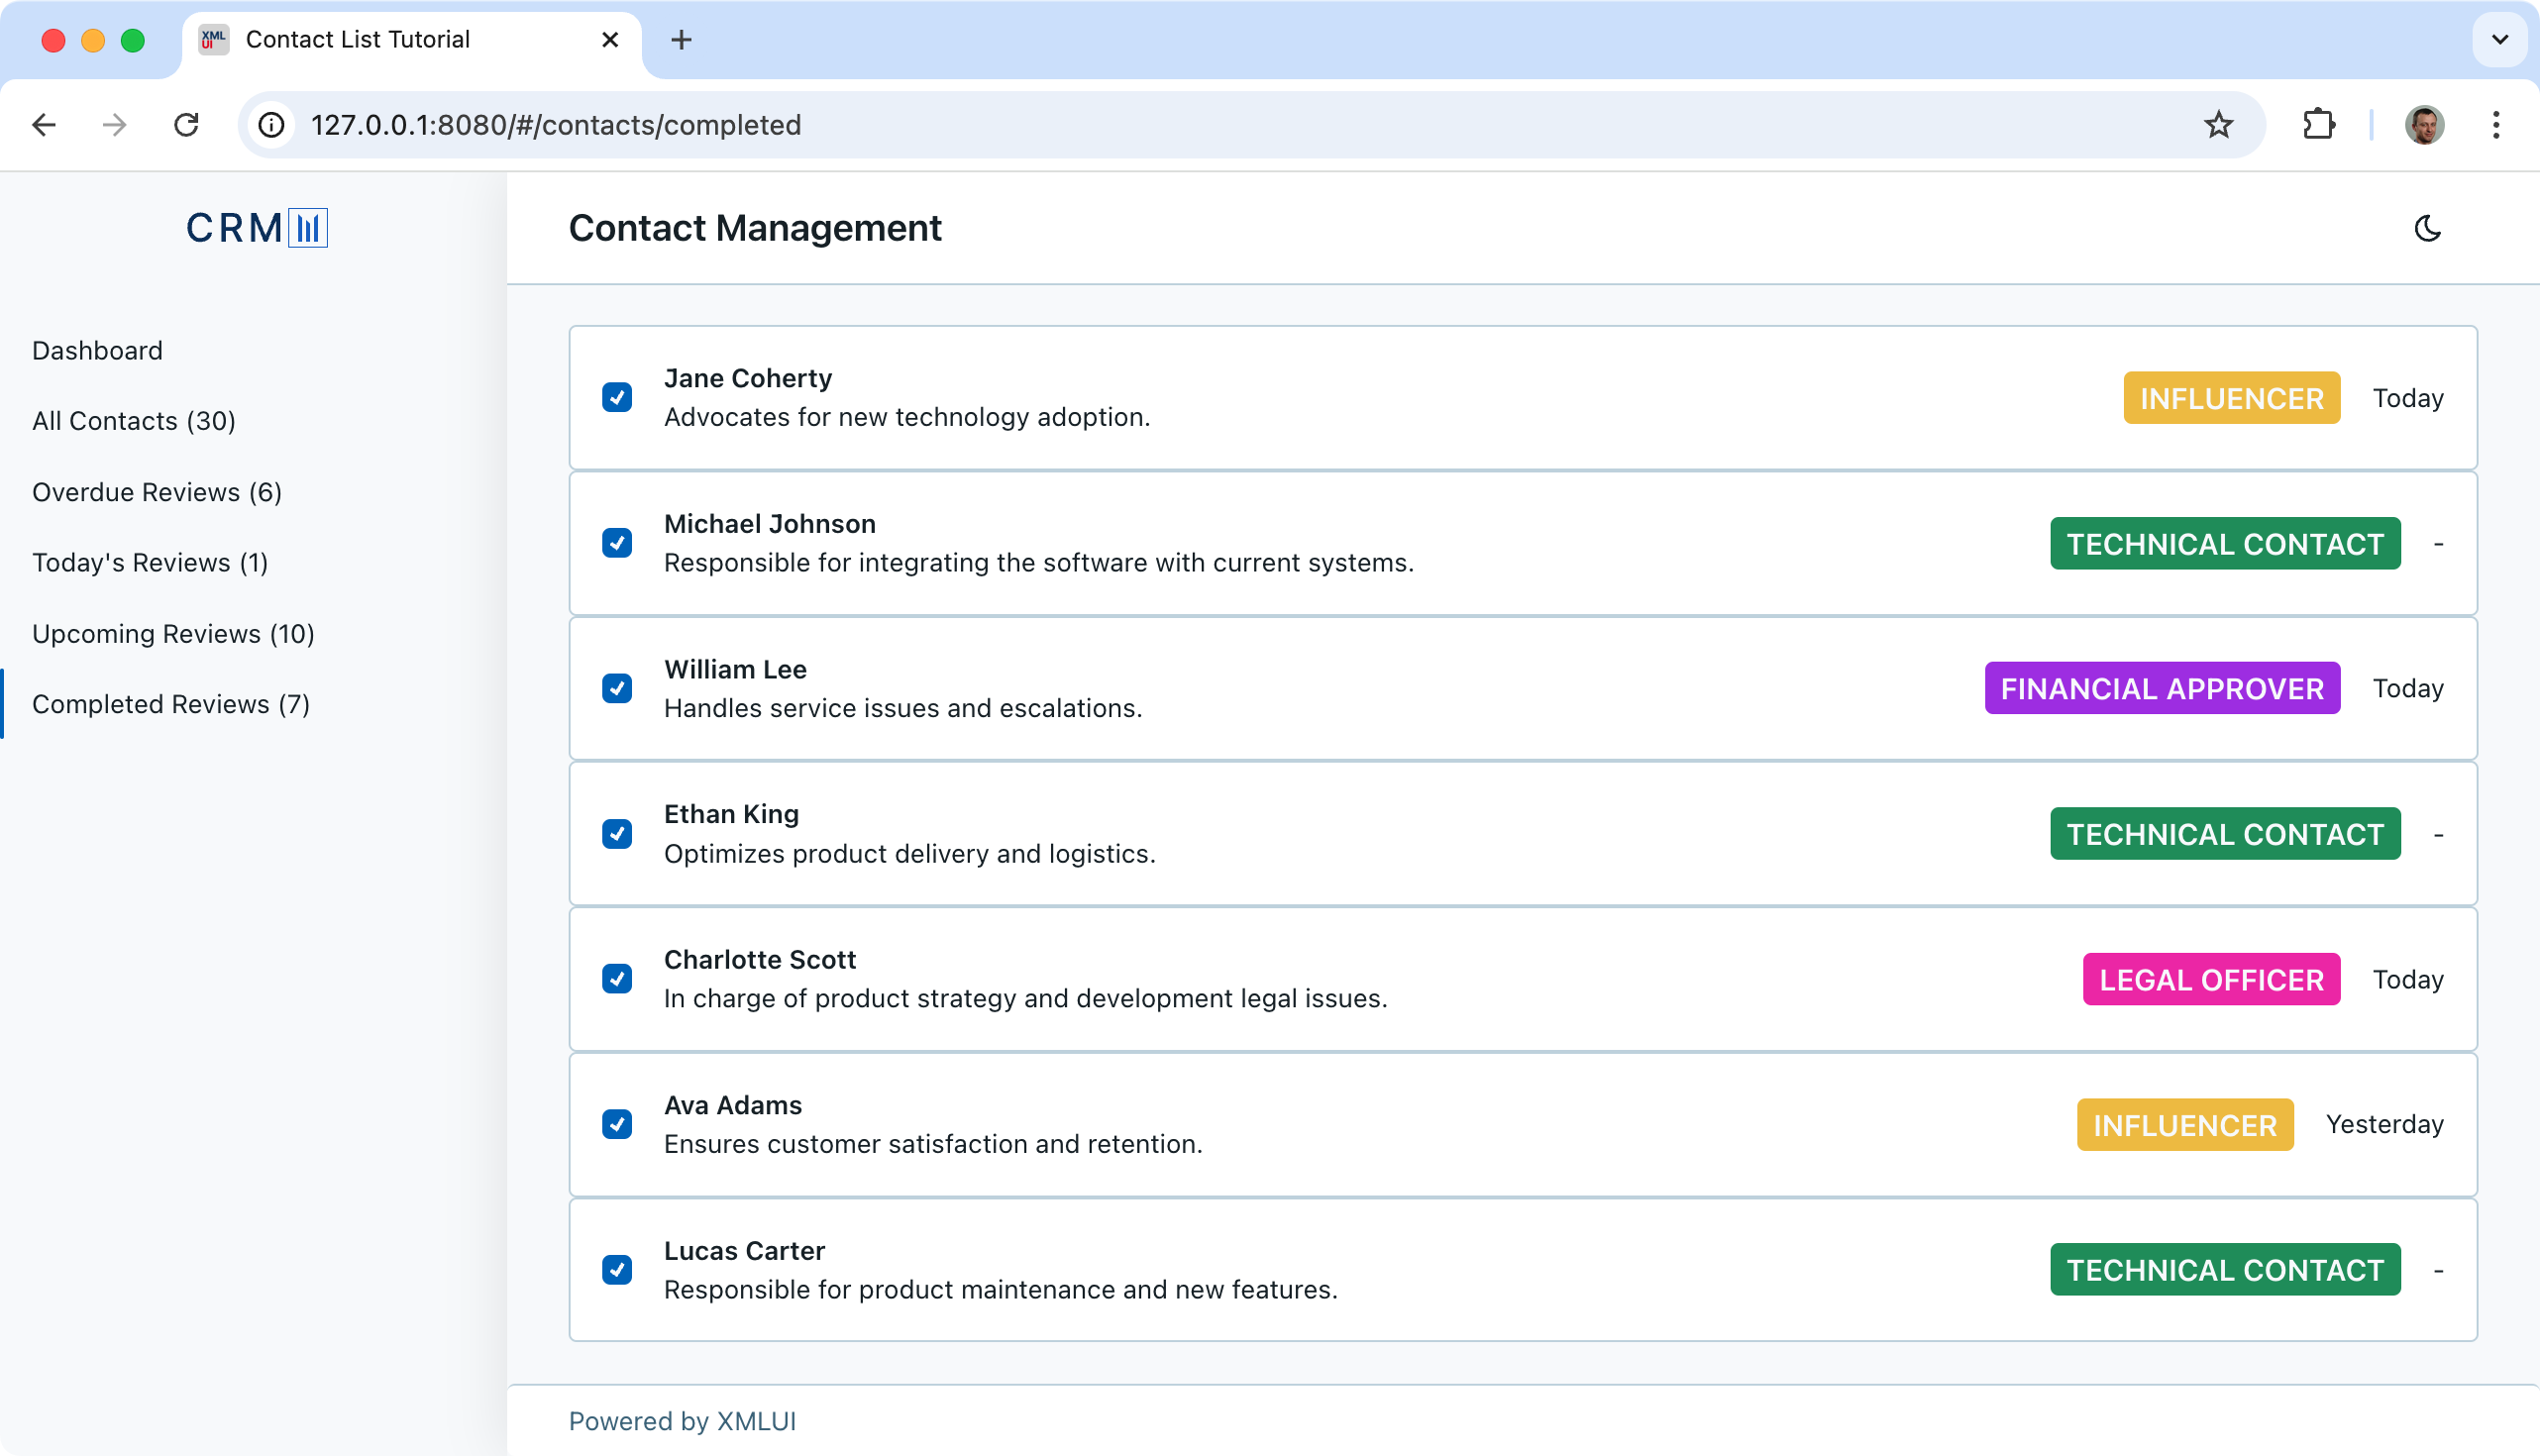 XML
UI
Contact List Tutorial
127.0.0.1:8080/#/contacts/completed
CRM
Contact Management
Dashboard
All Contacts (30)
Overdue Reviews (6)
Today's Reviews (1)
Upcoming Reviews (10)
Completed Reviews (7)
Jane Coherty
Advocates for new technology adoption.
INFLUENCER Today
Michael Johnson
Responsible for integrating the software with current systems.
TECHNICAL CONTACT -
William Lee
Handles service issues and escalations.
FINANCIAL APPROVER Today
Ethan King
Optimizes product delivery and logistics.
TECHNICAL CONTACT -
Charlotte Scott
In charge of product strategy and development legal issues.
LEGAL OFFICER Today
Ava Adams
Ensures customer satisfaction and retention.
INFLUENCER Yesterday
Lucas Carter
Responsible for product maintenance and new features.
TECHNICAL CONTACT -
Powered by XMLUI